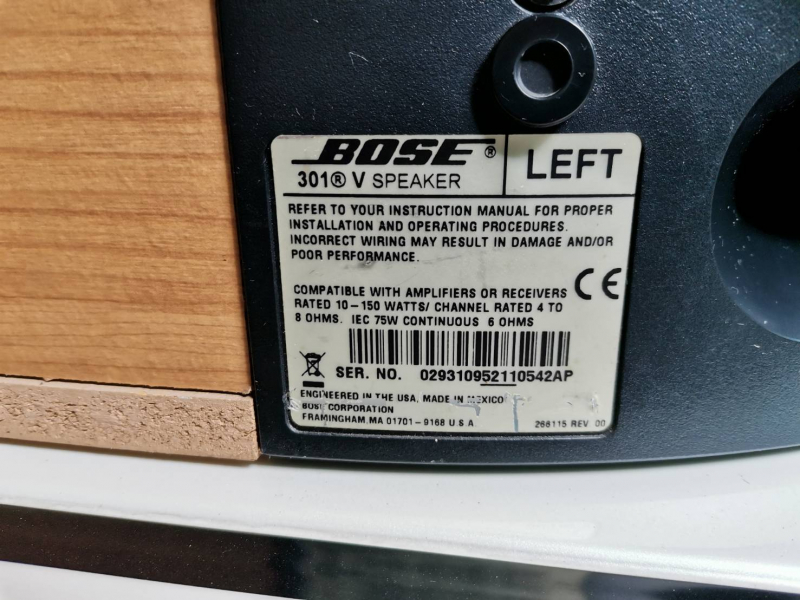 BOSE®
301® V SPEAKER
LEFT
REFER TO YOUR INSTRUCTION MANUAL FOR PROPER
INSTALLATION AND OPERATING PROCEDURES.
INCORRECT WIRING MAY RESULT IN DAMAGE AND/OR
POOR PERFORMANCE.
COMPATIBLE WITH AMPLIFIERS OR RECEIVERS
RATED 10-150 WATTS/ CHANNEL RATED 4 TO
8 OHMS. IEC 75W CONTINUOUS 6 OHMS
CE
SER. NO. 029310952110542AP
ENGINEERED IN THE USA, MADE IN MEXICO
BOSE CORPORATION
FRAMINGHAM MA 01701-9168 U S A
268115 REV 00